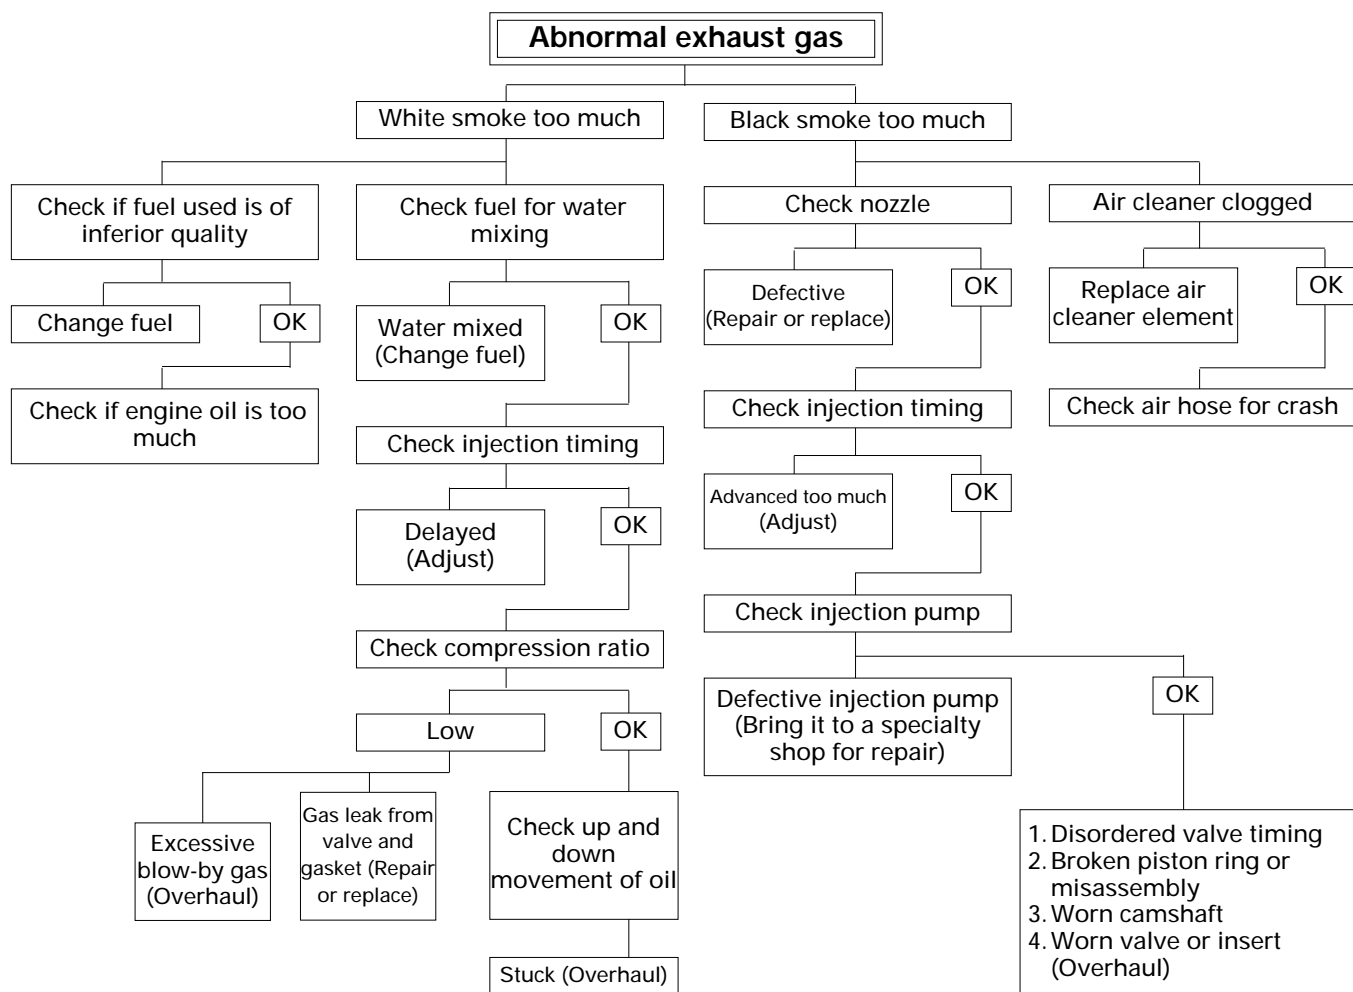 Abnormal exhaust gas
White smoke too much
Black smoke too much
Check if fuel used is of
inferior quality
Check fuel for water
mixing
Check nozzle
Air cleaner clogged
Change fuel
OK
Water mixed
(Change fuel)
OK
Defective
(Repair or replace)
OK
Replace air
cleaner element
OK
Check if engine oil is too
much
Check injection timing
Check injection timing
Check air hose for crash
Delayed
(Adjust)
OK
Advanced too much
(Adjust)
OK
Check compression ratio
Check injection pump
Low
OK
Defective injection pump
(Bring it to a specialty
shop for repair)
OK
Excessive
blow-by gas
(Overhaul)
Gas leak from
valve and
gasket (Repair
or replace)
Check up and
down
movement of oil
Stuck (Overhaul)
1. Disordered valve timing
2. Broken piston ring or
misassembly
3. Worn camshaft
4. Worn valve or insert
(Overhaul)